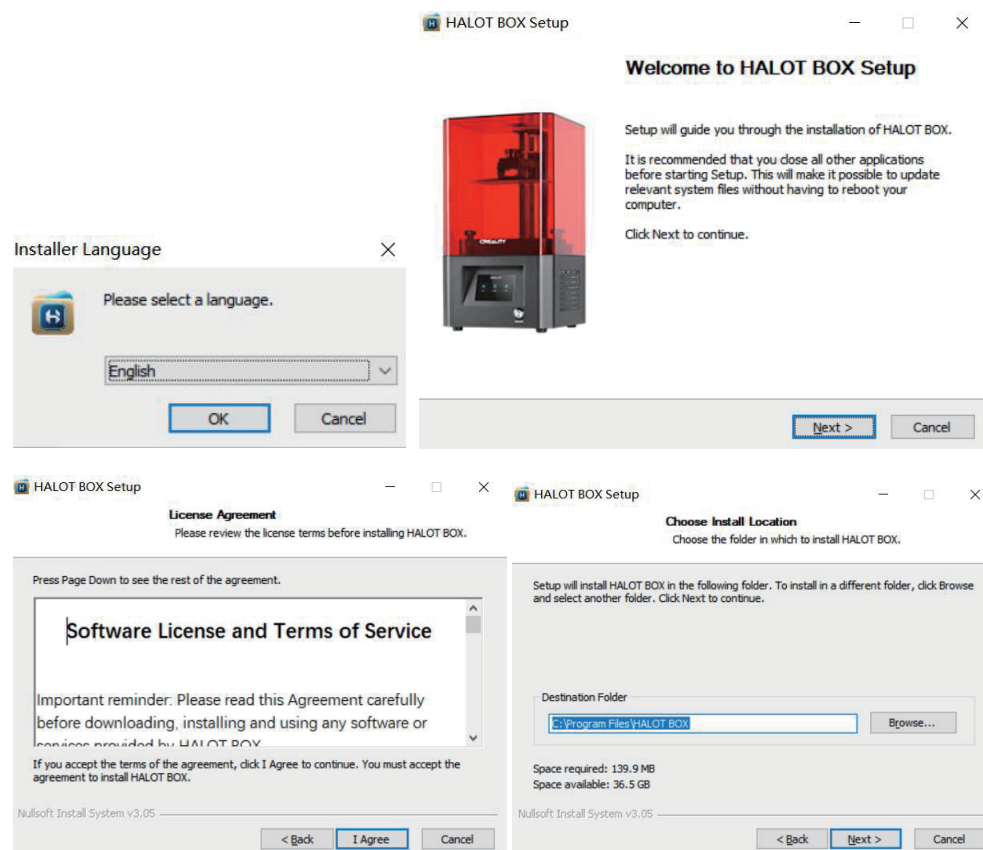 Installer Language
Please select a language.
English
OK Cancel
HALOT BOX Setup
Welcome to HALOT BOX Setup
Setup will guide you through the installation of HALOT BOX.
It is recommended that you close all other applications
before starting Setup. This will make it possible to update
relevant system files without having to reboot your
computer.
Click Next to continue.
CREALITY
Next > Cancel
HALOT BOX Setup
License Agreement
Please review the license terms before installing HALOT BOX.
Press Page Down to see the rest of the agreement.
Software License and Terms of Service
Important reminder: Please read this Agreement carefully
before downloading, installing and using any software or
services provided by HALOT BOX
If you accept the terms of the agreement, click I Agree to continue. You must accept the
agreement to install HALOT BOX.
Nullsoft Install System v3.05
< Back I Agree Cancel
HALOT BOX Setup
Choose Install Location
Choose the folder in which to install HALOT BOX.
Setup will install HALOT BOX in the following folder. To install in a different folder, click Browse
and select another folder. Click Next to continue.
Destination Folder
C:\Program Files\HALOT BOX
Browse...
Space required: 139.9 MB
Space available: 36.5 GB
Nullsoft Install System v3.05
< Back Next > Cancel